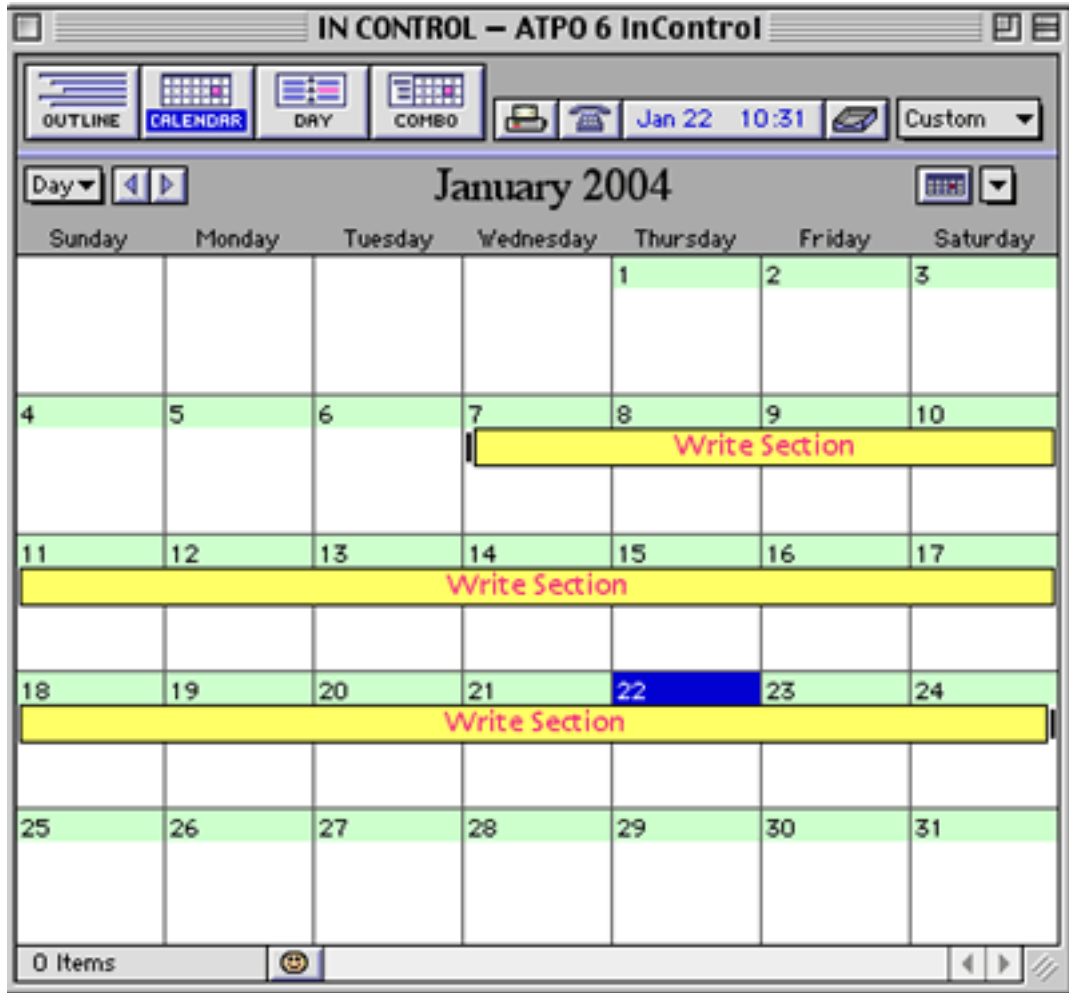 IN CONTROL — ATPO 6 InControl
OUTLINE CALENDAR DAY COMBO Jan 22 10:31 Custom
Day January 2004
Sunday Monday Tuesday Wednesday Thursday Friday Saturday
1 2 3
4 5 6 7 8 9 10
Write Section
11 12 13 14 15 16 17
Write Section
18 19 20 21 22 23 24
Write Section
25 26 27 28 29 30 31
0 Items